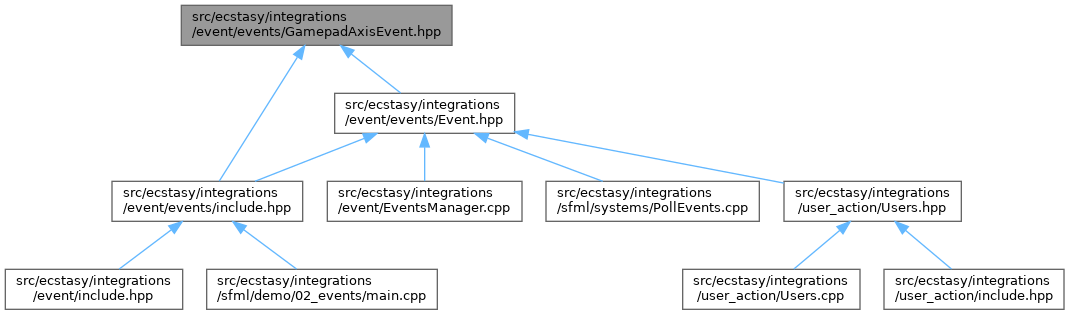 src/ecstasy/integrations
/event/events/GamepadAxisEvent.hpp
src/ecstasy/integrations
/event/events/Event.hpp
src/ecstasy/integrations
/event/events/include.hpp
src/ecstasy/integrations
/event/EventsManager.cpp
src/ecstasy/integrations
/sfml/systems/PollEvents.cpp
src/ecstasy/integrations
/user_action/Users.hpp
src/ecstasy/integrations
/event/include.hpp
src/ecstasy/integrations
/sfml/demo/02_events/main.cpp
src/ecstasy/integrations
/user_action/Users.cpp
src/ecstasy/integrations
/user_action/include.hpp